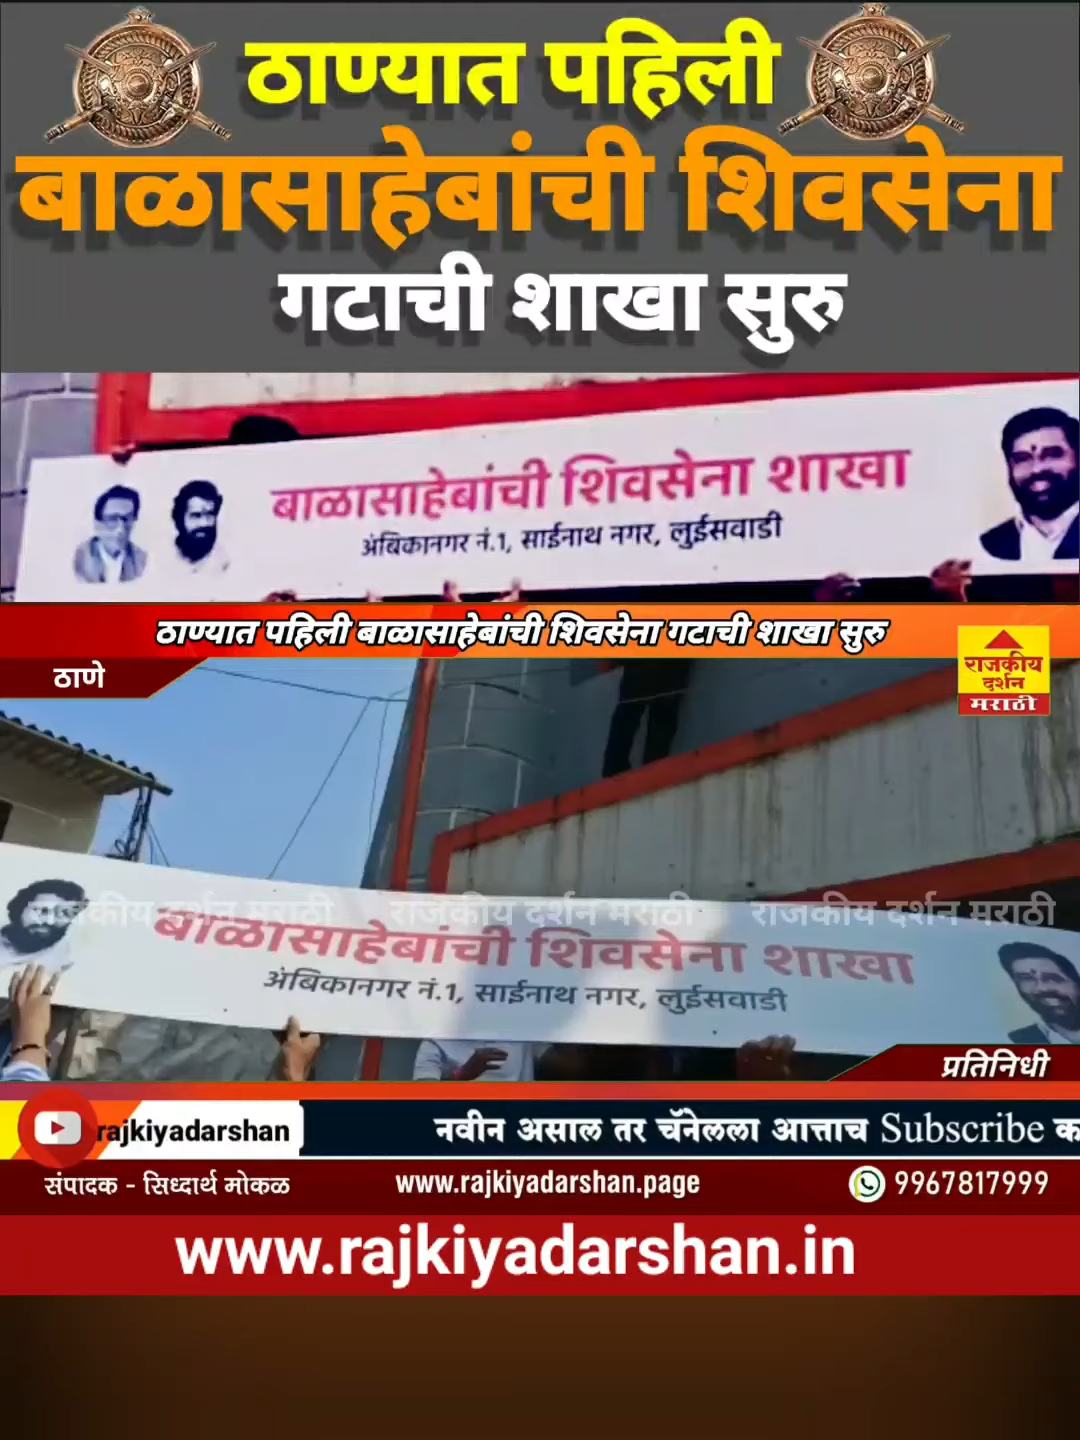 ठाण्यात पहिली
बाळासाहेबांची शिवसेना
गटाची शाखा सुरु
बाळासाहेबांची शिवसेना शाखा
अंबिकानगर नं.1, साईनाथ नगर, लुईसवाडी
ठाण्यात पहिली बाळासाहेबांची शिवसेना गटाची शाखा सुरु
राजकीय
दर्शन
मराठी
ठाणे
राजकीय दर्शन मराठी राजकीय दर्शन मराठी राजकीय दर्शन मराठी
बाळासाहेबांची शिवसेना शाखा
अंबिकानगर नं.1, साईनाथ नगर, लुईसवाडी
प्रतिनिधी
rajkiyadarshan
नवीन असाल तर चॅनेलला आत्ताच Subscribe क
संपादक - सिध्दार्थ मोकळ
www.rajkiyadarshan.page
9967817999
www.rajkiyadarshan.in